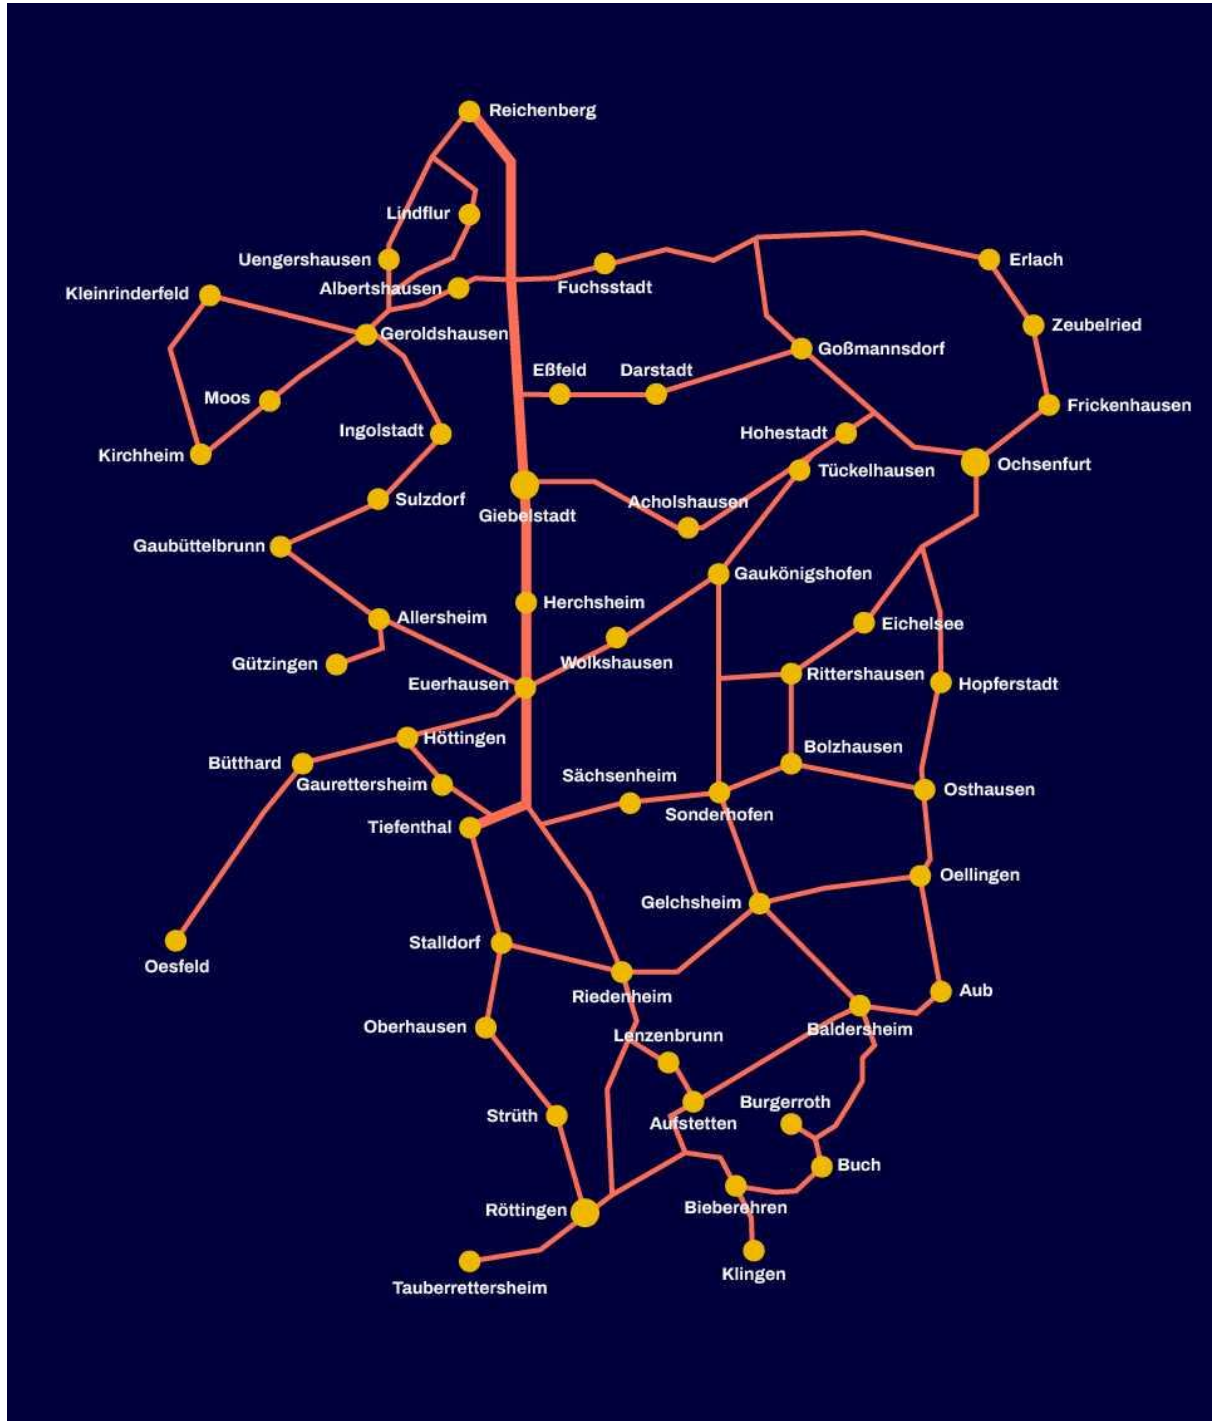 Reichenberg
Lindflur
Uengershausen
Erlach
Albertshausen
Fuchsstadt
Kleinrinderfeld
Zeubelried
Geroldshausen
Goßmannsdorf
Eßfeld
Darstadt
Moos
Frickenhausen
Ingolstadt
Hohestadt
Kirchheim
Ochsenfurt
Tückelhausen
Sulzdorf
Acholshausen
Giebelstadt
Gaubüttelbrunn
Gaukönigshofen
Herchsheim
Allersheim
Eichelsee
Gützingen
Wolkshausen
Rittershausen
Euerhausen
Hopferstadt
Höttingen
Bolzhausen
Bütthard
Sächsenheim
Gaurettersheim
Osthausen
Sonderhofen
Tiefenthal
Oellingen
Gelchsheim
Stalldorf
Oesfeld
Aub
Riedenheim
Oberhausen
Baldersheim
Lenzenbrunn
Burgerroth
Strüth
Aufstetten
Buch
Bieberehren
Röttingen
Klingen
Tauberrettersheim